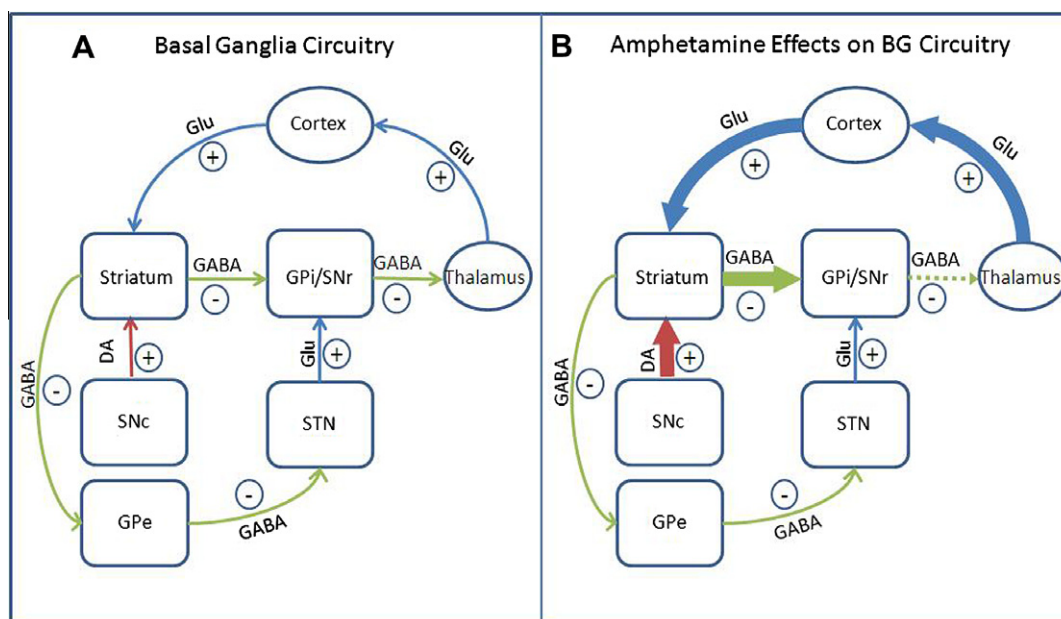 A Basal Ganglia Circuitry
Cortex
Glu
+
Glu
+
Striatum
GABA
-
GPi/SNr
GABA
-
Thalamus
GABA
-
DA
+
Glu
+
SNc
STN
GPe
-
GABA
B Amphetamine Effects on BG Circuitry
Cortex
Glu
+
Glu
+
Striatum
GABA
-
GPi/SNr
GABA
-
Thalamus
GABA
-
DA
+
Glu
+
SNc
STN
GPe
-
GABA